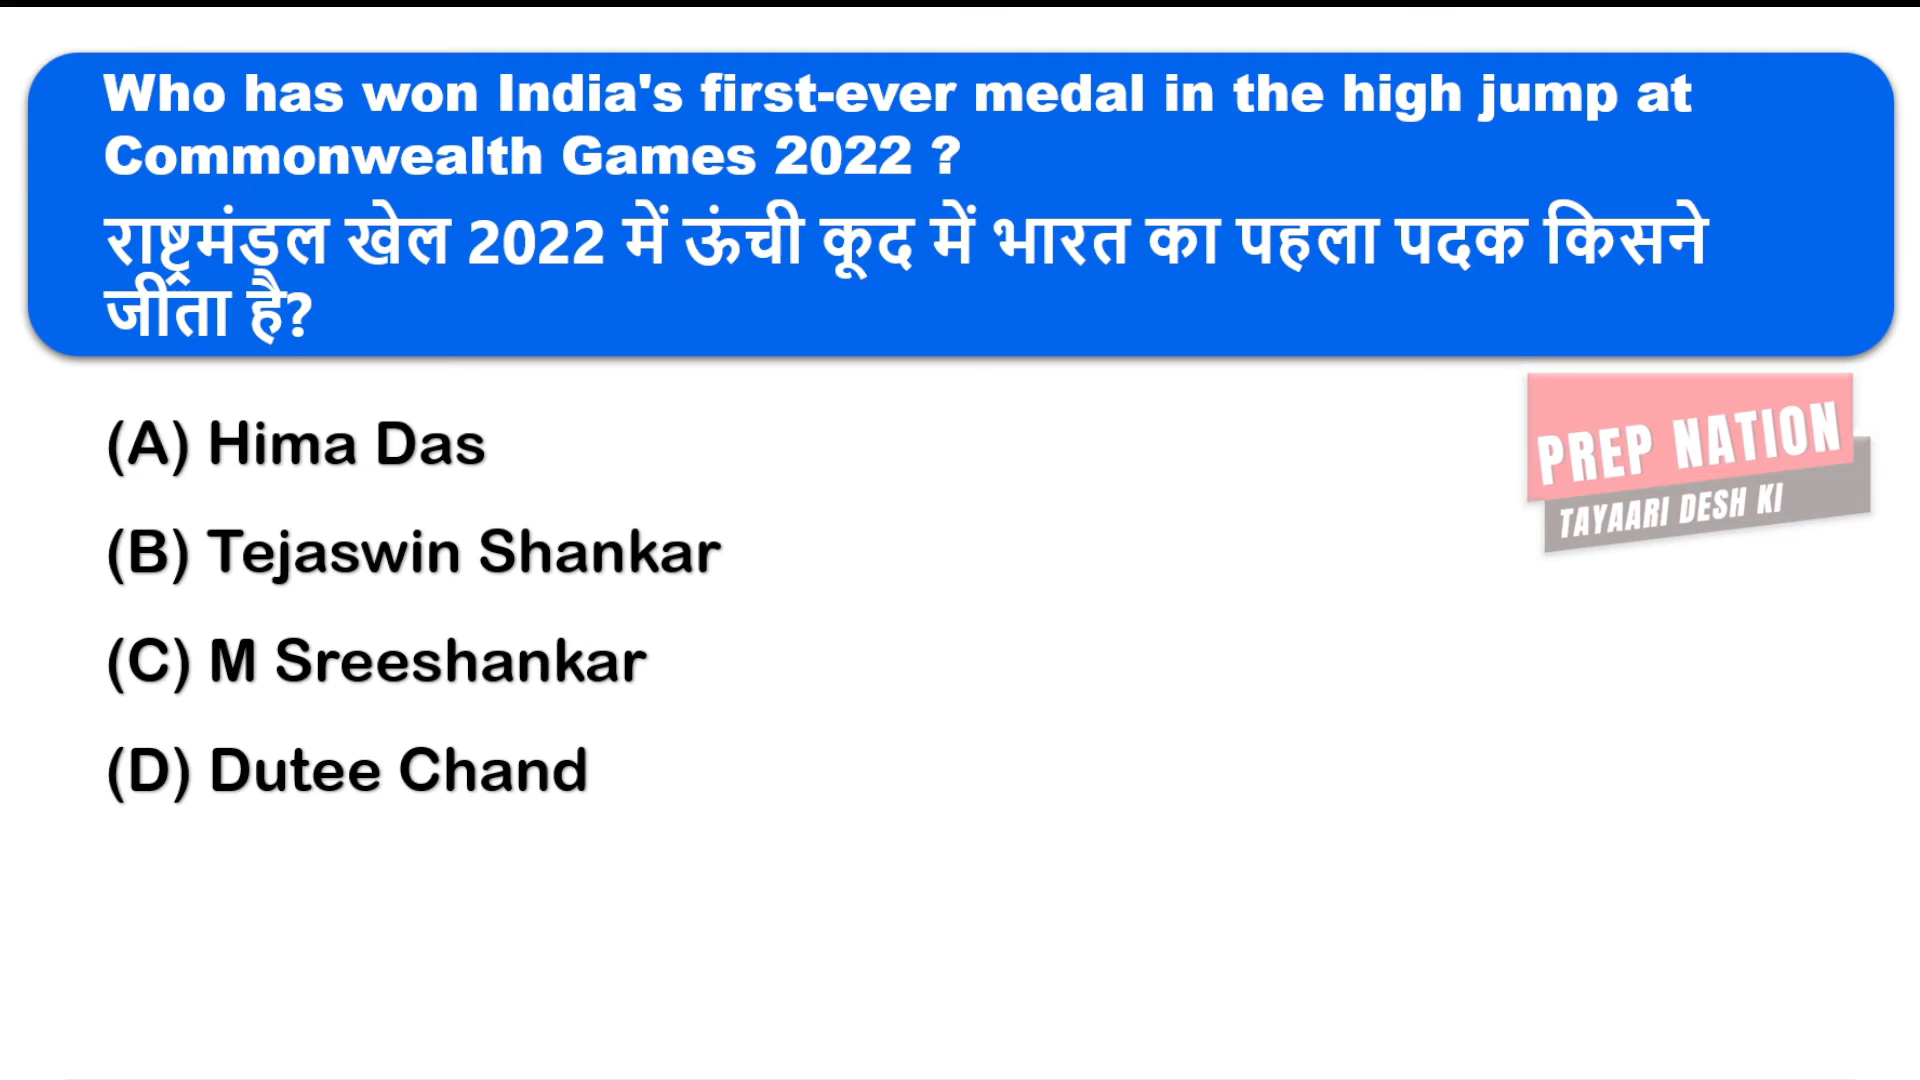 Who has won India's first-ever medal in the high jump at
Commonwealth Games 2022 ?
राष्ट्रमंडल खेल 2022 में ऊंची कूद में भारत का पहला पदक किसने
जीता है?
(A) Hima Das
PREP NATION
TAYAARI DESH KI
(B) Tejaswin Shankar
(C) M Sreeshankar
(D) Dutee Chand